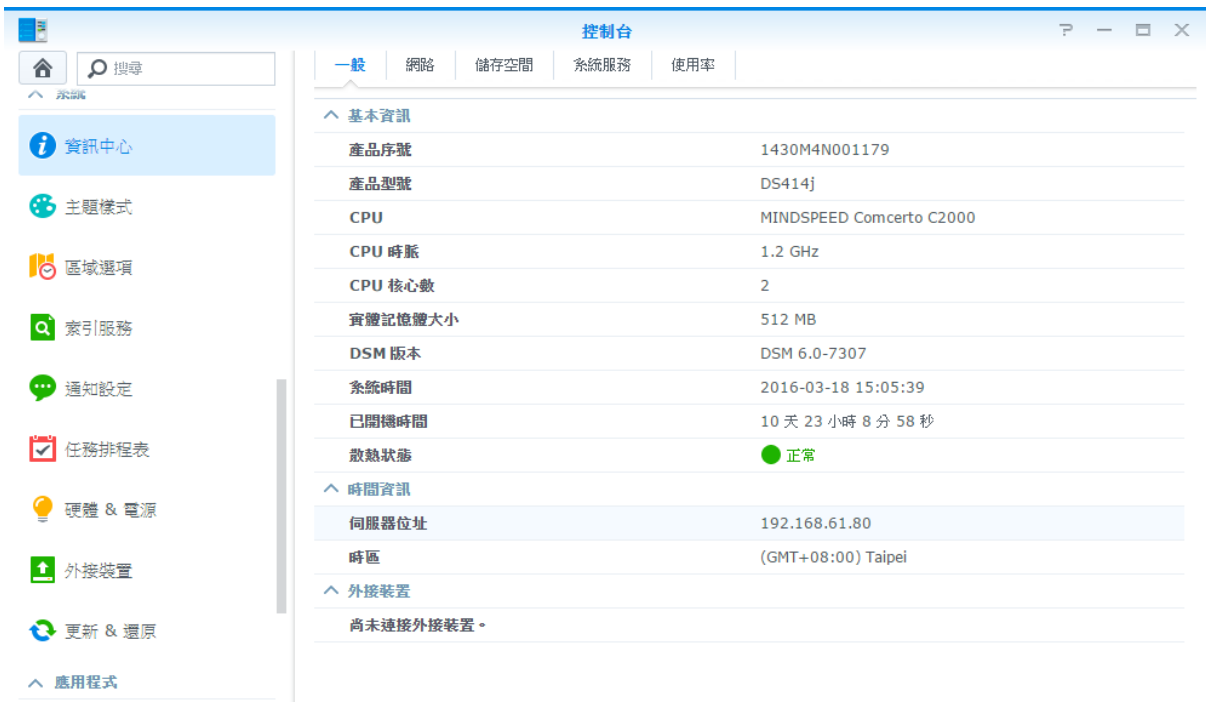 控制台
搜尋
一般 網路 儲存空間 系統服務 使用率
系統
資訊中心
主題樣式
區域選項
索引服務
通知設定
任務排程表
硬體 & 電源
外接裝置
更新 & 還原
應用程式
基本資訊
產品序號 1430M4N001179
產品型號 DS414j
CPU MINDSPEED Comcerto C2000
CPU 時脈 1.2 GHz
CPU 核心數 2
實體記憶體大小 512 MB
DSM 版本 DSM 6.0-7307
系統時間 2016-03-18 15:05:39
已開機時間 10 天 23 小時 8 分 58 秒
散熱狀態 正常
時間資訊
伺服器位址 192.168.61.80
時區 (GMT+08:00) Taipei
外接裝置
尚未連接外接裝置。